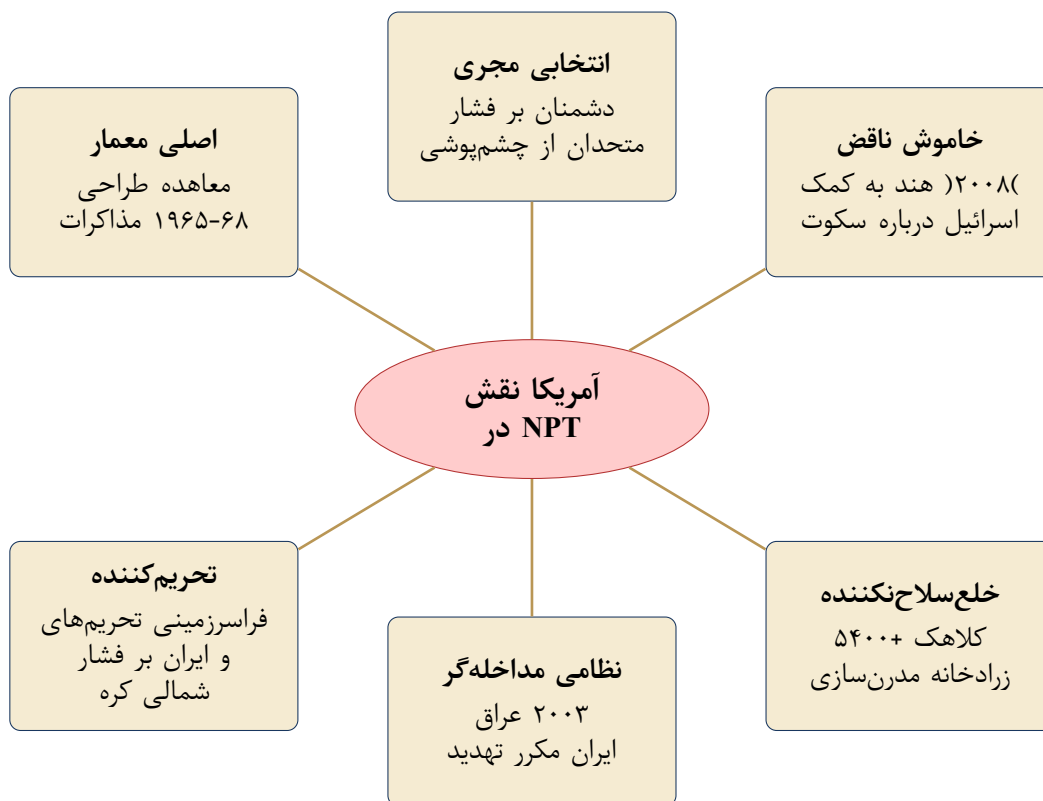 انتخابی مجری
دشمنان بر فشار
متحدان از چشم‌پوشی
خاموش ناقض
)۲۰۰۸( هند به کمک
اسرائیل درباره سکوت
اصلی معمار
معاهده طراحی
۱۹۶۵-۶۸ مذاکرات
آمریکا نقش
NPT در
خلع‌سلاح‌نکننده
کلاهک +۵۴۰۰
زرادخانه مدرن‌سازی
نظامی مداخله‌گر
۲۰۰۳ عراق
ایران مکرر تهدید
تحریم‌کننده
فراسرزمینی تحریم‌های
و ایران بر فشار
شمالی کره